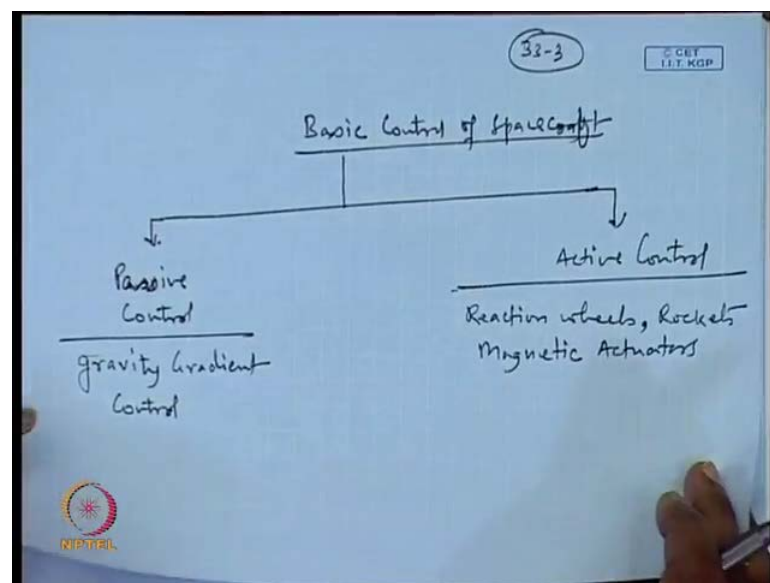 33-3
© CET
I.I.T. KGP
Basic Control of Spacecraft
Passive
Control
gravity Gradient
Control
Active Control
Reaction wheels, Rockets
Magnetic Actuators
NPTEL